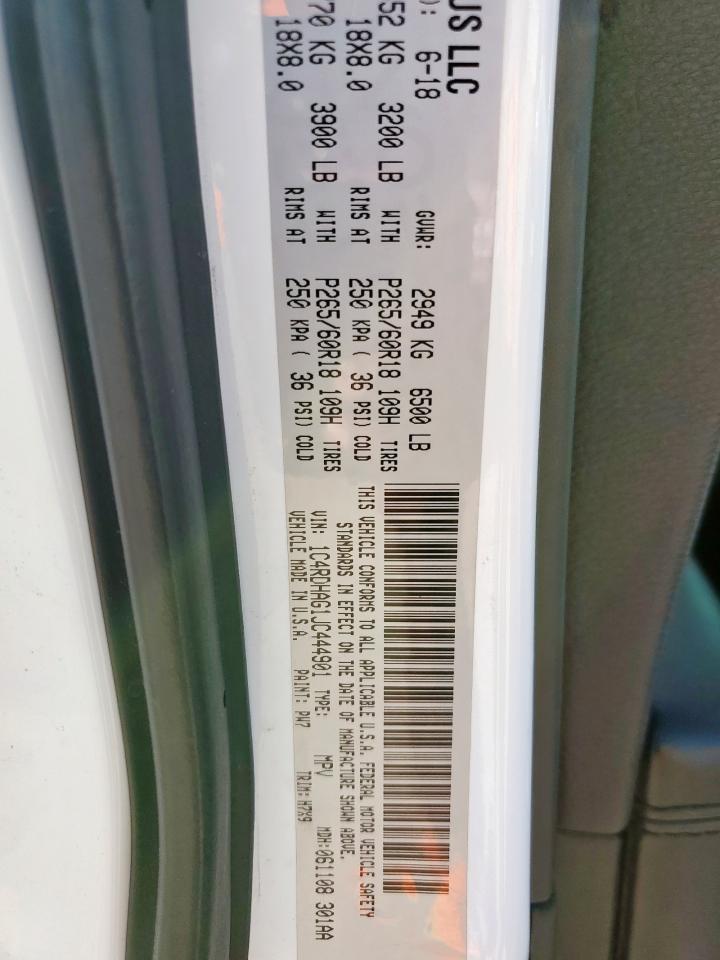 US LLC
): 6-18 GVWR: 2949 KG 6500 LB
52 KG 3200 LB WITH P265/60R18 109H TIRES
18X8.0 RIMS AT 250 KPA ( 36 PSI) COLD
70 KG 3900 LB WITH P265/60R18 109H TIRES
18X8.0 RIMS AT 250 KPA ( 36 PSI) COLD
THIS VEHICLE CONFORMS TO ALL APPLICABLE U.S.A. FEDERAL MOTOR VEHICLE SAFETY
STANDARDS IN EFFECT ON THE DATE OF MANUFACTURE SHOWN ABOVE.
VIN: 1C4RDHAG1JC444901 TYPE: MPV MDH:061108 301AA
VEHICLE MADE IN U.S.A. PAINT: PW7 TRIM: H7X9